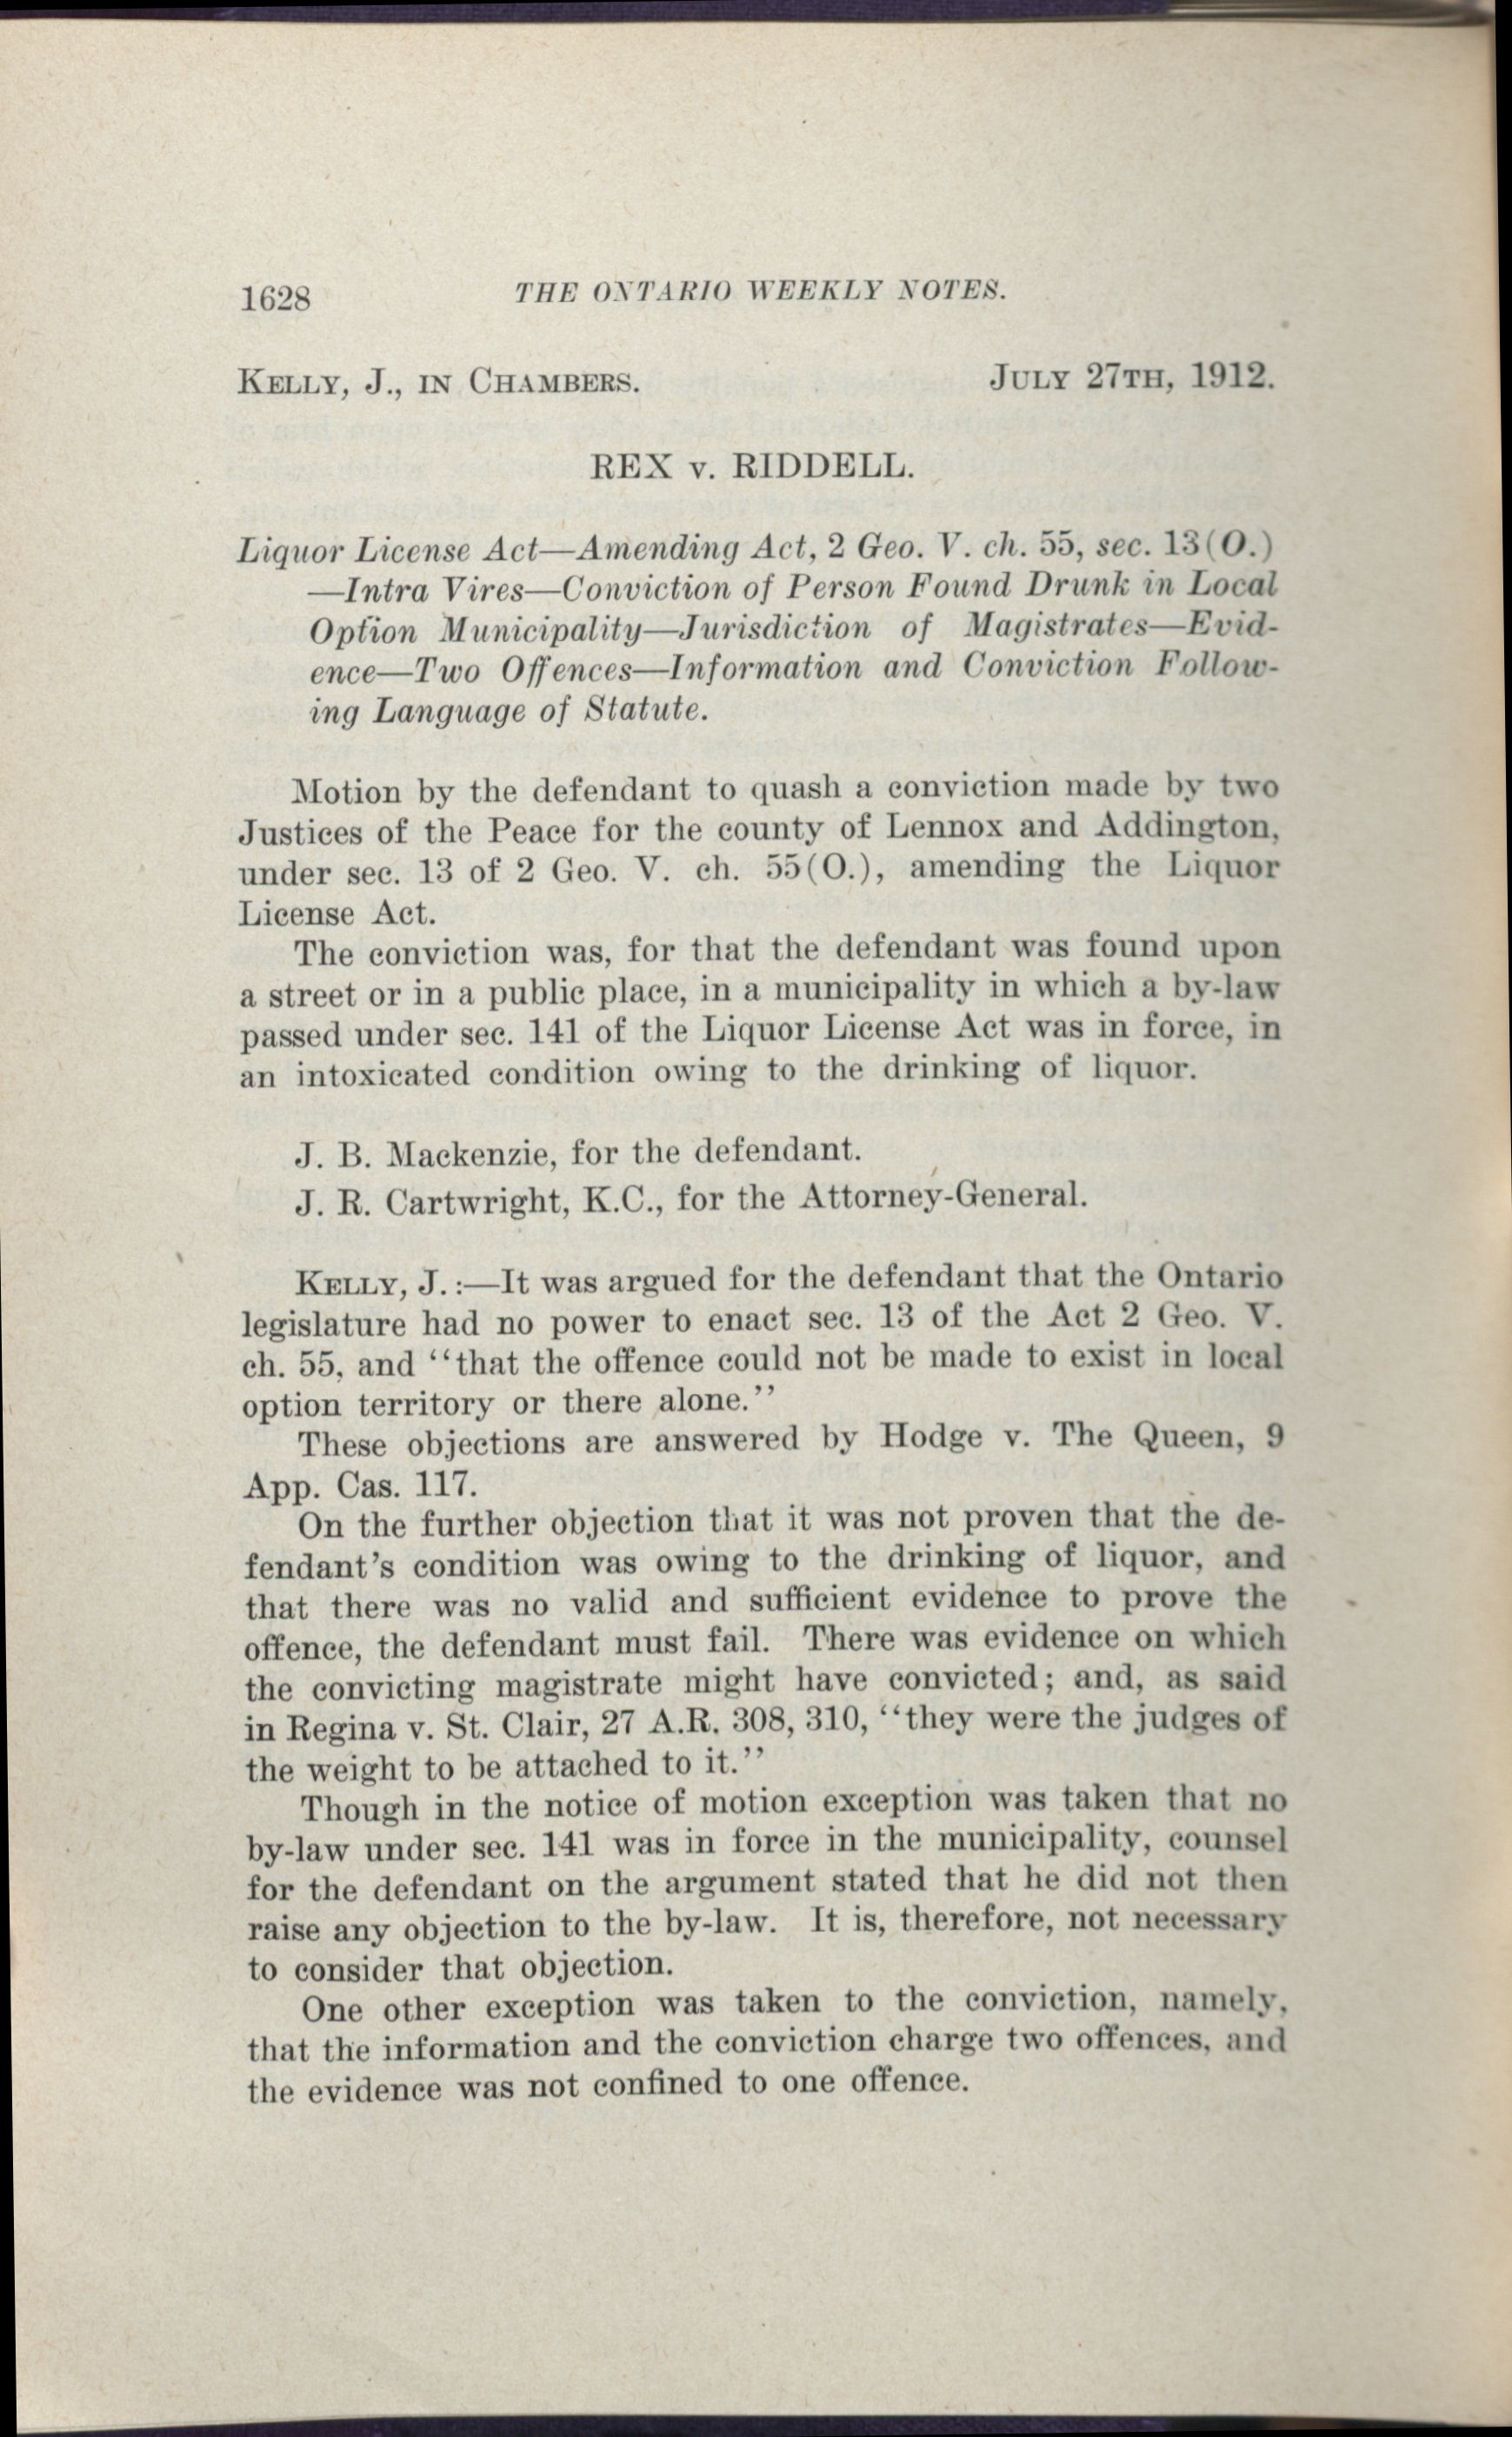 1628 THE ONTARIO WEEKLY NOTES.
KELLY, J., IN CHAMBERS. JULY 27TH, 1912.
REX v. RIDDELL.
Liquor License Act—Amending Act, 2 Geo. V. ch. 55, sec. 13(O.)
—Intra Vires—Conviction of Person Found Drunk in Local
Option Municipality—Jurisdiction of Magistrates—Evid-
ence—Two Offences—Information and Conviction Follow-
ing Language of Statute.
Motion by the defendant to quash a conviction made by two
Justices of the Peace for the county of Lennox and Addington,
under sec. 13 of 2 Geo. V. ch. 55(O.), amending the Liquor
License Act.
The conviction was, for that the defendant was found upon
a street or in a public place, in a municipality in which a by-law
passed under sec. 141 of the Liquor License Act was in force, in
an intoxicated condition owing to the drinking of liquor.
J. B. Mackenzie, for the defendant.
J. R. Cartwright, K.C., for the Attorney-General.
KELLY, J.:—It was argued for the defendant that the Ontario
legislature had no power to enact sec. 13 of the Act 2 Geo. V.
ch. 55, and ‘‘that the offence could not be made to exist in local
option territory or there alone.’’
These objections are answered by Hodge v. The Queen, 9
App. Cas. 117.
On the further objection that it was not proven that the de-
fendant’s condition was owing to the drinking of liquor, and
that there was no valid and sufficient evidence to prove the
offence, the defendant must fail. There was evidence on which
the convicting magistrate might have convicted; and, as said
in Regina v. St. Clair, 27 A.R. 308, 310, ‘‘they were the judges of
the weight to be attached to it.’’
Though in the notice of motion exception was taken that no
by-law under sec. 141 was in force in the municipality, counsel
for the defendant on the argument stated that he did not then
raise any objection to the by-law. It is, therefore, not necessary
to consider that objection.
One other exception was taken to the conviction, namely,
that the information and the conviction charge two offences, and
the evidence was not confined to one offence.